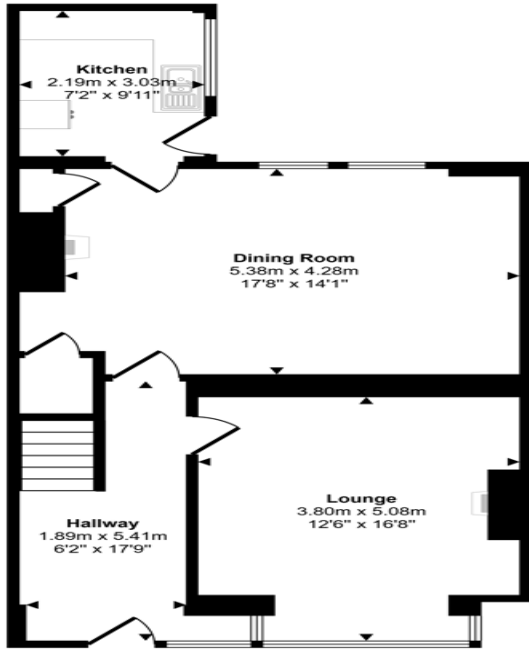 Kitchen
2.19m x 3.03m
7'2" x 9'11"
Dining Room
5.38m x 4.28m
17'8" x 14'1"
Lounge
3.80m x 5.08m
12'6" x 16'8"
Hallway
1.89m x 5.41m
6'2" x 17'9"